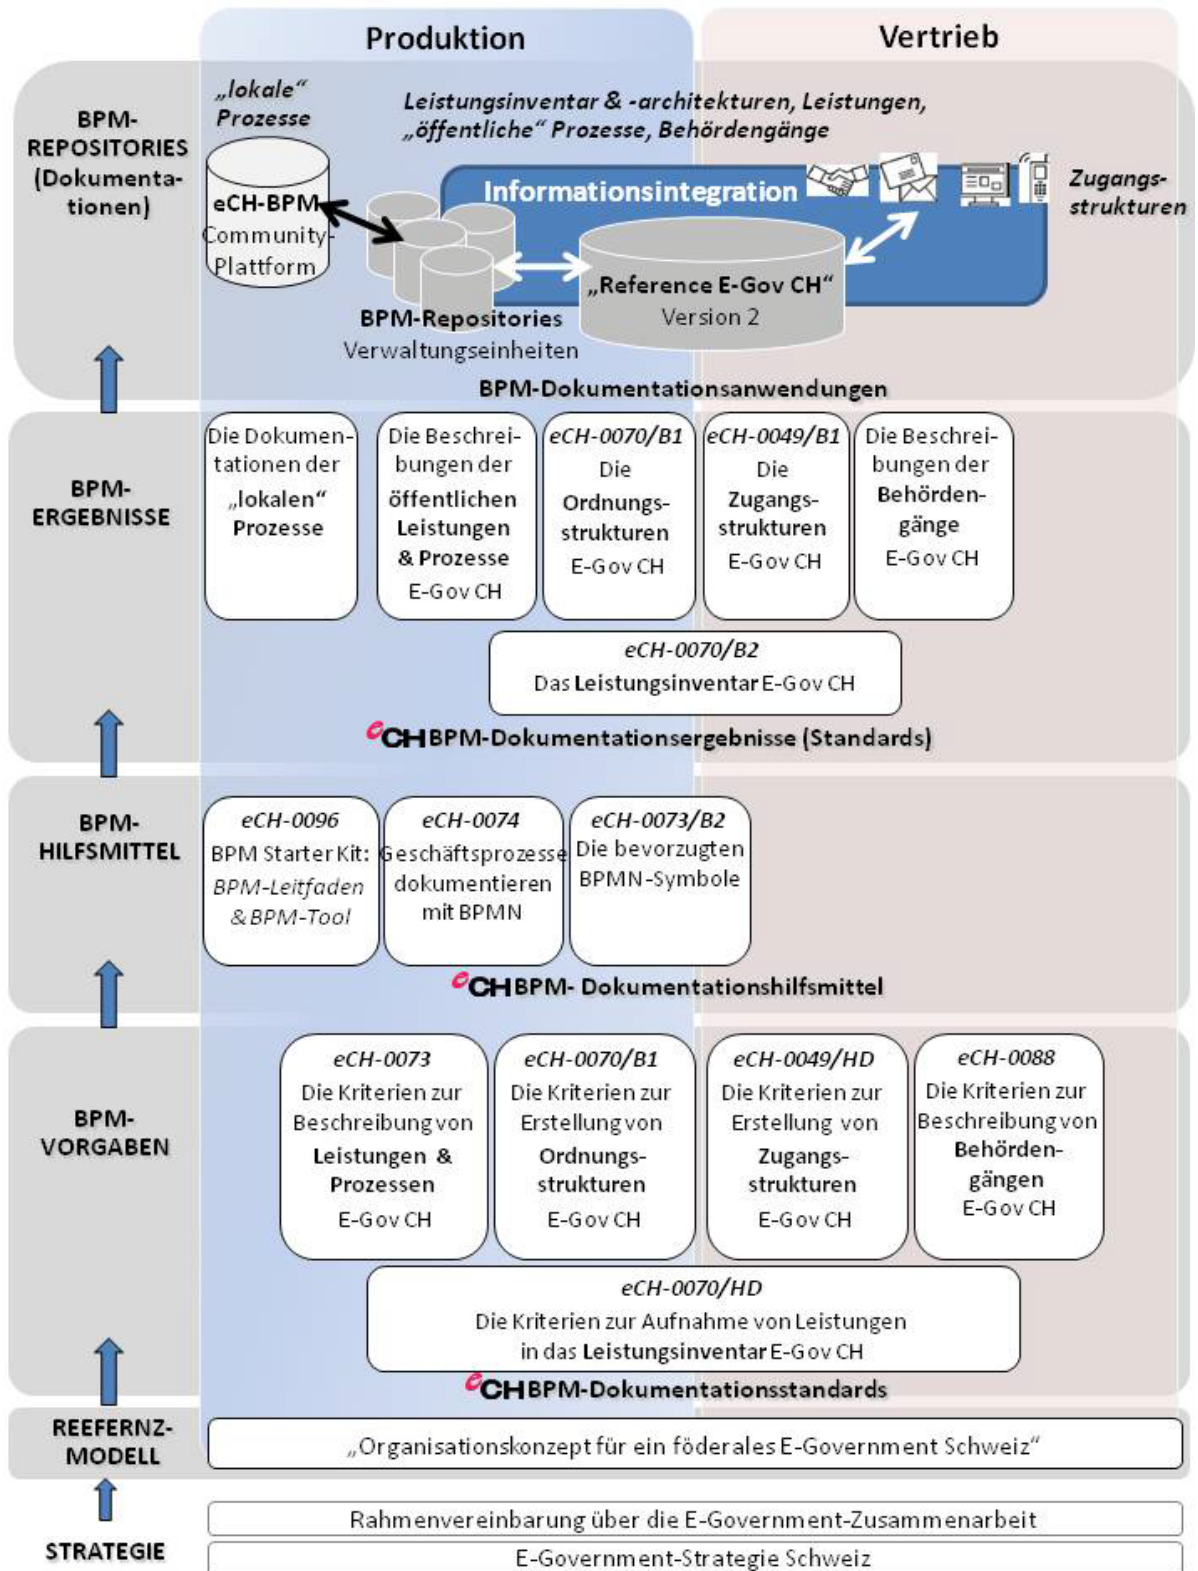 Produktion
Vertrieb
BPM-
REPOSITORIES
(Dokumenta-
tionen)
„lokale“
Prozesse
Leistungsinventar & -architekturen, Leistungen,
„öffentliche“ Prozesse, Behördengänge
eCH-BPM
Community-
Plattform
Informationsintegration
Zugangs-
strukturen
„Reference E-Gov CH“
Version 2
BPM-Repositories
Verwaltungseinheiten
BPM-Dokumentationsanwendungen
BPM-
ERGEBNISSE
Die Dokumen-
tationen der
„lokalen“
Prozesse
Die Beschrei-
bungen der
öffentlichen
Leistungen
& Prozesse
E-Gov CH
eCH-0070/B1
Die
Ordnungs-
strukturen
E-Gov CH
eCH-0049/B1
Die
Zugangs-
strukturen
E-Gov CH
Die Beschrei-
bungen der
Behörden-
gänge
E-Gov CH
eCH-0070/B2
Das Leistungsinventar E-Gov CH
eCH BPM-Dokumentationsergebnisse (Standards)
BPM-
HILFSMITTEL
eCH-0096
BPM Starter Kit:
BPM-Leitfaden
& BPM-Tool
eCH-0074
Geschäftsprozesse
dokumentieren
mit BPMN
eCH-0073/B2
Die bevorzugten
BPMN-Symbole
eCH BPM- Dokumentationshilfsmittel
BPM-
VORGABEN
eCH-0073
Die Kriterien zur
Beschreibung von
Leistungen &
Prozessen
E-Gov CH
eCH-0070/B1
Die Kriterien zur
Erstellung von
Ordnungs-
strukturen
E-Gov CH
eCH-0049/HD
Die Kriterien zur
Erstellung von
Zugangs-
strukturen
E-Gov CH
eCH-0088
Die Kriterien zur
Beschreibung von
Behörden-
gängen
E-Gov CH
eCH-0070/HD
Die Kriterien zur Aufnahme von Leistungen
in das Leistungsinventar E-Gov CH
eCH BPM-Dokumentationsstandards
REEFERNZ-
MODELL
„Organisationskonzept für ein föderales E-Government Schweiz“
STRATEGIE
Rahmenvereinbarung über die E-Government-Zusammenarbeit
E-Government-Strategie Schweiz